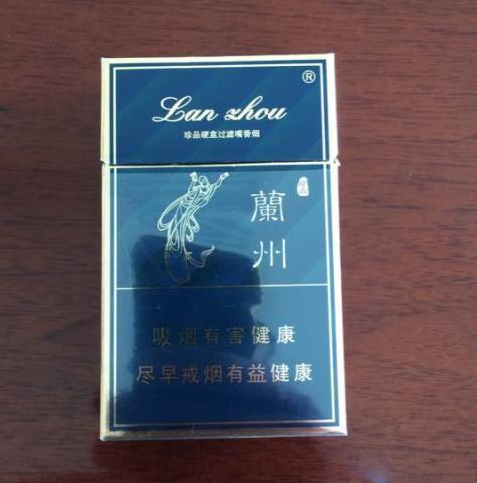 ®
Lan zhou
珍品硬盒过滤嘴香烟
蘭州
吸烟有害健康
尽早戒烟有益健康